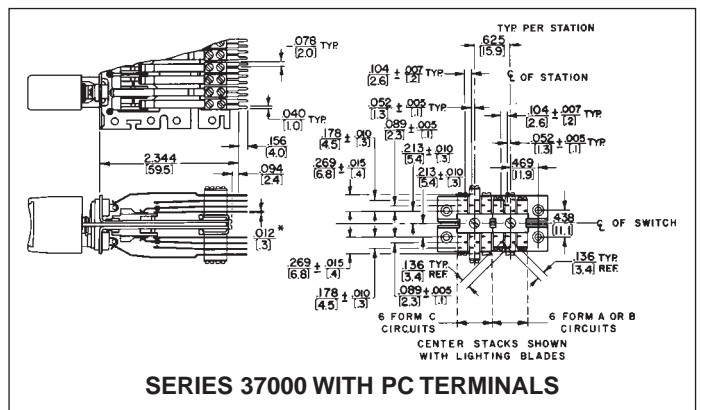 TYP. PER STATION
.625
[15.9]
-.078 TYP.
[2.0]
.104 ± .007 TYP.
[2.6] [.2]
℄ OF STATION
.052 ± .005 TYP.
[1.3] [.1]
.104 ± .007
[2.6] [.2]
TYP.
.040 TYP.
[1.0]
.089 ± .005
[2.3] [.1]
.178 ± .010
[4.5] [.3]
.052 ± .005
[1.3] [.1]
TYP.
.156
[4.0]
.213 ± .010
[5.4] [.3]
.469
[11.9]
2.344
[59.5]
.094
[2.4]
.269 ± .015
[6.8] [.4]
.213 ± .010
[5.4] [.3]
.438
[11.1]
℄ OF SWITCH
.012 *
[.3]
.269 ± .015
[6.8] [.4]
.136 TYP.
[3.4] REF.
.136 TYP.
[3.4] REF.
.178 ± .010
[4.5] [.3]
.089 ± .005
[2.3] [.1]
6 FORM C
CIRCUITS
6 FORM A OR B
CIRCUITS
CENTER STACKS SHOWN
WITH LIGHTING BLADES
SERIES 37000 WITH PC TERMINALS